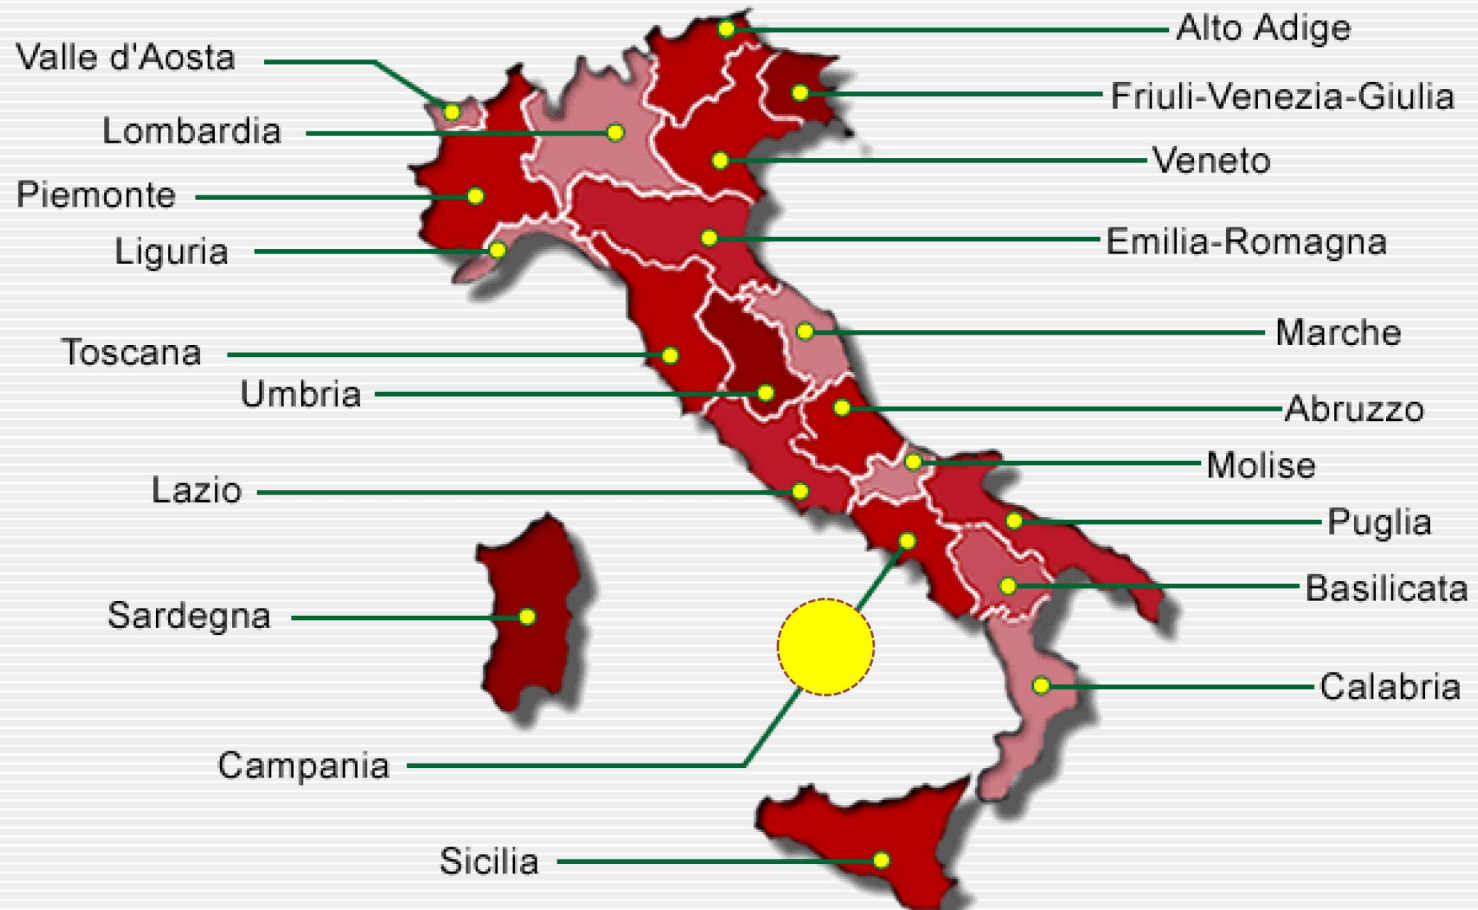 Alto Adige
Valle d'Aosta
Friuli-Venezia-Giulia
Lombardia
Veneto
Piemonte
Emilia-Romagna
Liguria
Marche
Toscana
Umbria
Abruzzo
Molise
Lazio
Puglia
Basilicata
Sardegna
Calabria
Campania
Sicilia